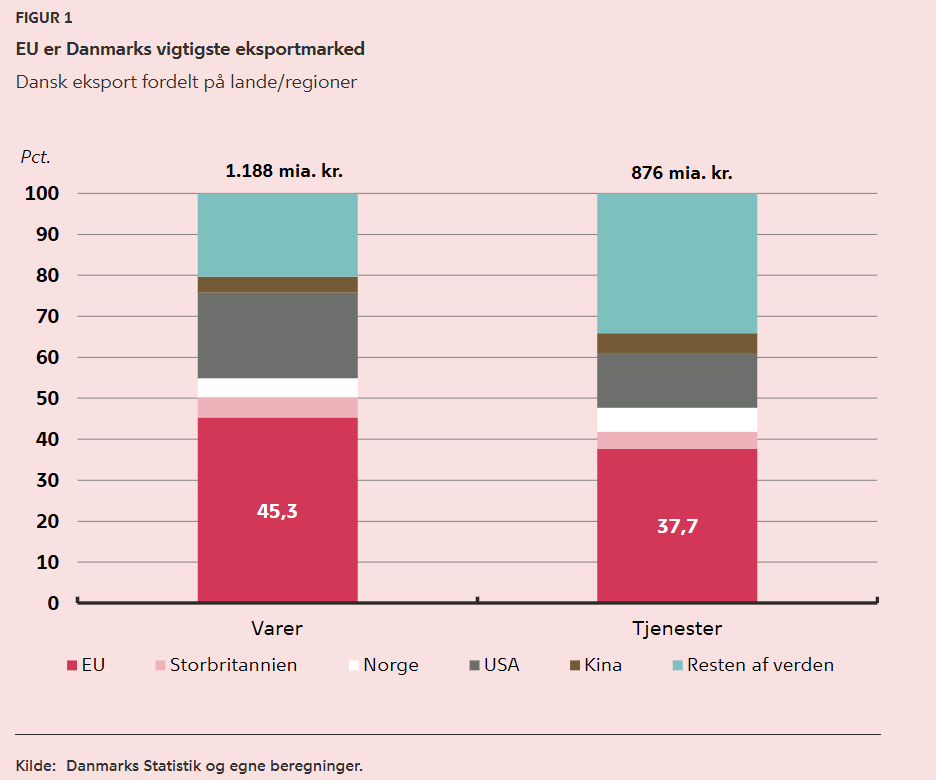 FIGUR 1
EU er Danmarks vigtigste eksportmarked
Dansk eksport fordelt på lande/regioner
Pct.
1.188 mia. kr.
876 mia. kr.
100
90
80
70
60
50
40
30
20
10
0
45,3
37,7
Varer
Tjenester
EU
Storbritannien
Norge
USA
Kina
Resten af verden
Kilde: Danmarks Statistik og egne beregninger.